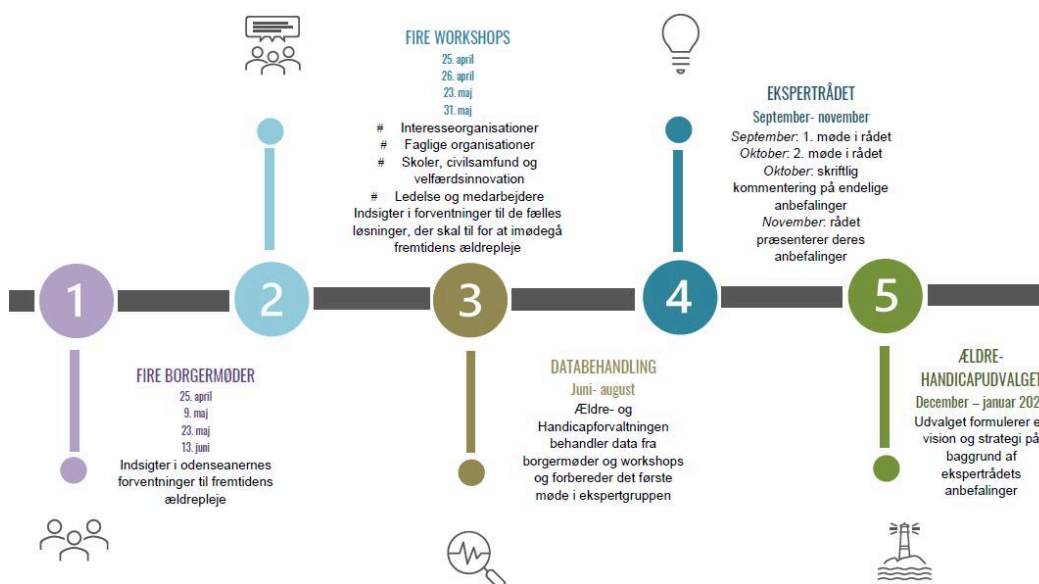 FIRE WORKSHOPS
25. april
26. april
23. maj
31. maj
# Interesseorganisationer
# Faglige organisationer
# Skoler, civilsamfund og
velfærdsinnovation
# Ledelse og medarbejdere
Indsigter i forventninger til de fælles
løsninger, der skal til for at imødegå
fremtidens ældrepleje
EKSPERTRÅDET
September- november
September: 1. møde i rådet
Oktober: 2. møde i rådet
Oktober: skriftlig
kommentering på endelige
anbefalinger
November: rådet
præsenterer deres
anbefalinger
1
2
3
4
5
FIRE BORGERMØDER
25. april
9. maj
23. maj
13. juni
Indsigter i odenseanernes
forventninger til fremtidens
ældrepleje
DATABEHANDLING
Juni- august
Ældre- og
Handicapforvaltningen
behandler data fra
borgermøder og workshops
og forbereder det første
møde i ekspertgruppen
ÆLDRE-
HANDICAPUDVALGET
December – januar
Udvalget formulerer
vision og strategi på
baggrund af
ekspertrådets
anbefalinger